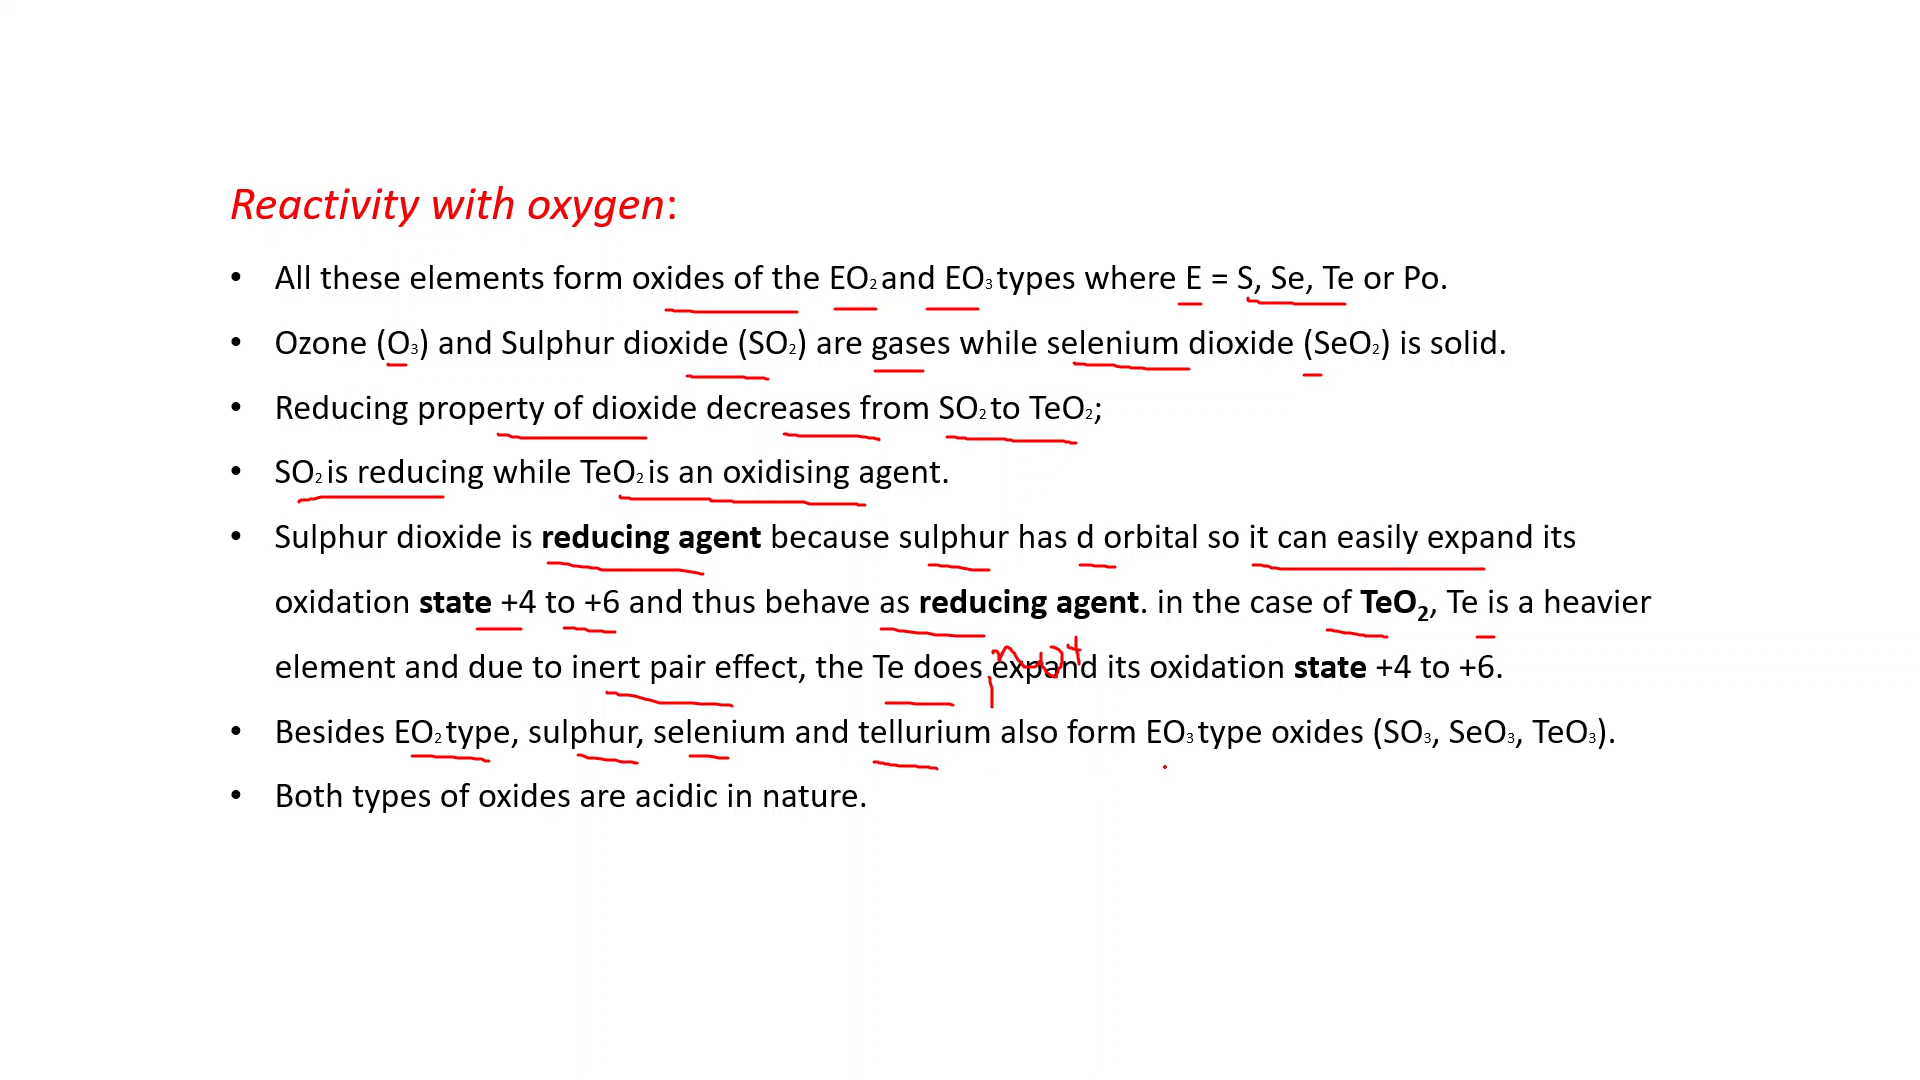 Reactivity with oxygen:
• All these elements form oxides of the EO₂ and EO₃ types where E = S, Se, Te or Po.
• Ozone (O₃) and Sulphur dioxide (SO₂) are gases while selenium dioxide (SeO₂) is solid.
• Reducing property of dioxide decreases from SO₂ to TeO₂;
• SO₂ is reducing while TeO₂ is an oxidising agent.
• Sulphur dioxide is reducing agent because sulphur has d orbital so it can easily expand its
oxidation state +4 to +6 and thus behave as reducing agent. in the case of TeO₂, Te is a heavier
element and due to inert pair effect, the Te does not expand its oxidation state +4 to +6.
• Besides EO₂ type, sulphur, selenium and tellurium also form EO₃ type oxides (SO₃, SeO₃, TeO₃).
• Both types of oxides are acidic in nature.